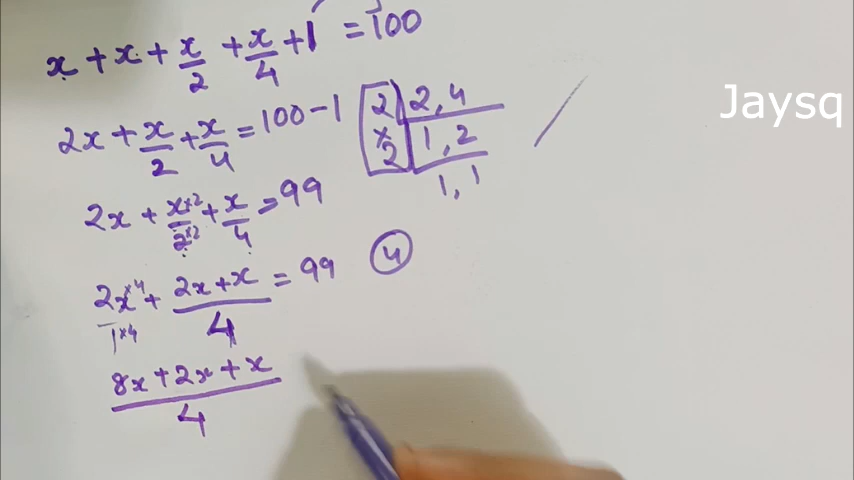 x + x + x/2 + x/4 + 1 = 100
2x + x/2 + x/4 = 100 - 1
2x + x×2/2×2 + x/4 = 99
2x×4/1×4 + 2x + x/4 = 99
8x + 2x + x/4
2 2, 4
× 1, 2
2
1, 1
4
Jaysq